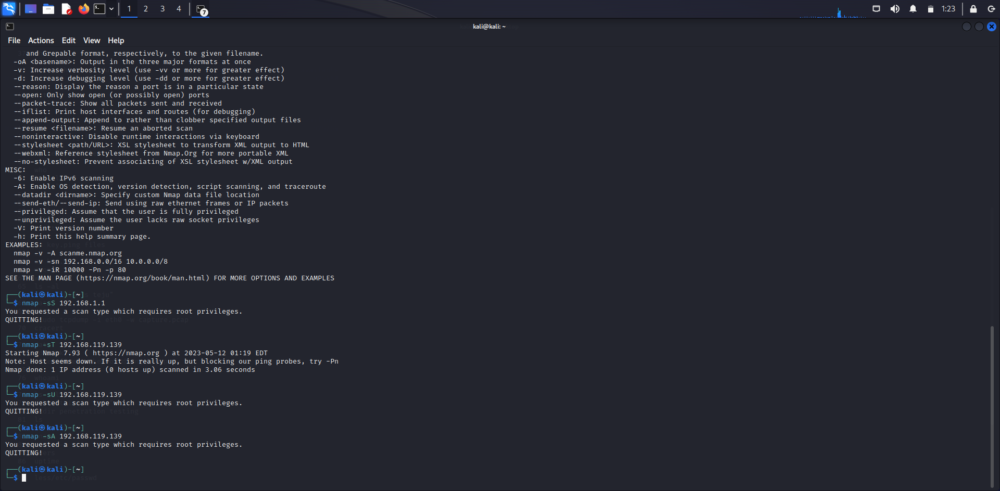 1 2 3 4 7 1:23
kali@kali: ~
File Actions Edit View Help
and Grepable format, respectively, to the given filename.
-oA <basename>: Output in the three major formats at once
-v: Increase verbosity level (use -vv or more for greater effect)
-d: Increase debugging level (use -dd or more for greater effect)
--reason: Display the reason a port is in a particular state
--open: Only show open (or possibly open) ports
--packet-trace: Show all packets sent and received
--iflist: Print host interfaces and routes (for debugging)
--append-output: Append to rather than clobber specified output files
--resume <filename>: Resume an aborted scan
--noninteractive: Disable runtime interactions via keyboard
--stylesheet <path/URL>: XSL stylesheet to transform XML output to HTML
--webxml: Reference stylesheet from Nmap.Org for more portable XML
--no-stylesheet: Prevent associating of XSL stylesheet w/XML output
MISC:
-6: Enable IPv6 scanning
-A: Enable OS detection, version detection, script scanning, and traceroute
--datadir <dirname>: Specify custom Nmap data file location
--send-eth/--send-ip: Send using raw ethernet frames or IP packets
--privileged: Assume that the user is fully privileged
--unprivileged: Assume the user lacks raw socket privileges
-V: Print version number
-h: Print this help summary page.
EXAMPLES:
nmap -v -A scanme.nmap.org
nmap -v -sn 192.168.0.0/16 10.0.0.0/8
nmap -v -iR 10000 -Pn -p 80
SEE THE MAN PAGE (https://nmap.org/book/man.html) FOR MORE OPTIONS AND EXAMPLES
┌──(kali㉿kali)-[~]
└─$ nmap -sS 192.168.1.1
You requested a scan type which requires root privileges.
QUITTING!
┌──(kali㉿kali)-[~]
└─$ nmap -sT 192.168.119.139
Starting Nmap 7.93 ( https://nmap.org ) at 2023-05-12 01:19 EDT
Note: Host seems down. If it is really up, but blocking our ping probes, try -Pn
Nmap done: 1 IP address (0 hosts up) scanned in 3.06 seconds
┌──(kali㉿kali)-[~]
└─$ nmap -sU 192.168.119.139
You requested a scan type which requires root privileges.
QUITTING!
┌──(kali㉿kali)-[~]
└─$ nmap -sA 192.168.119.139
You requested a scan type which requires root privileges.
QUITTING!
┌──(kali㉿kali)-[~]
└─$